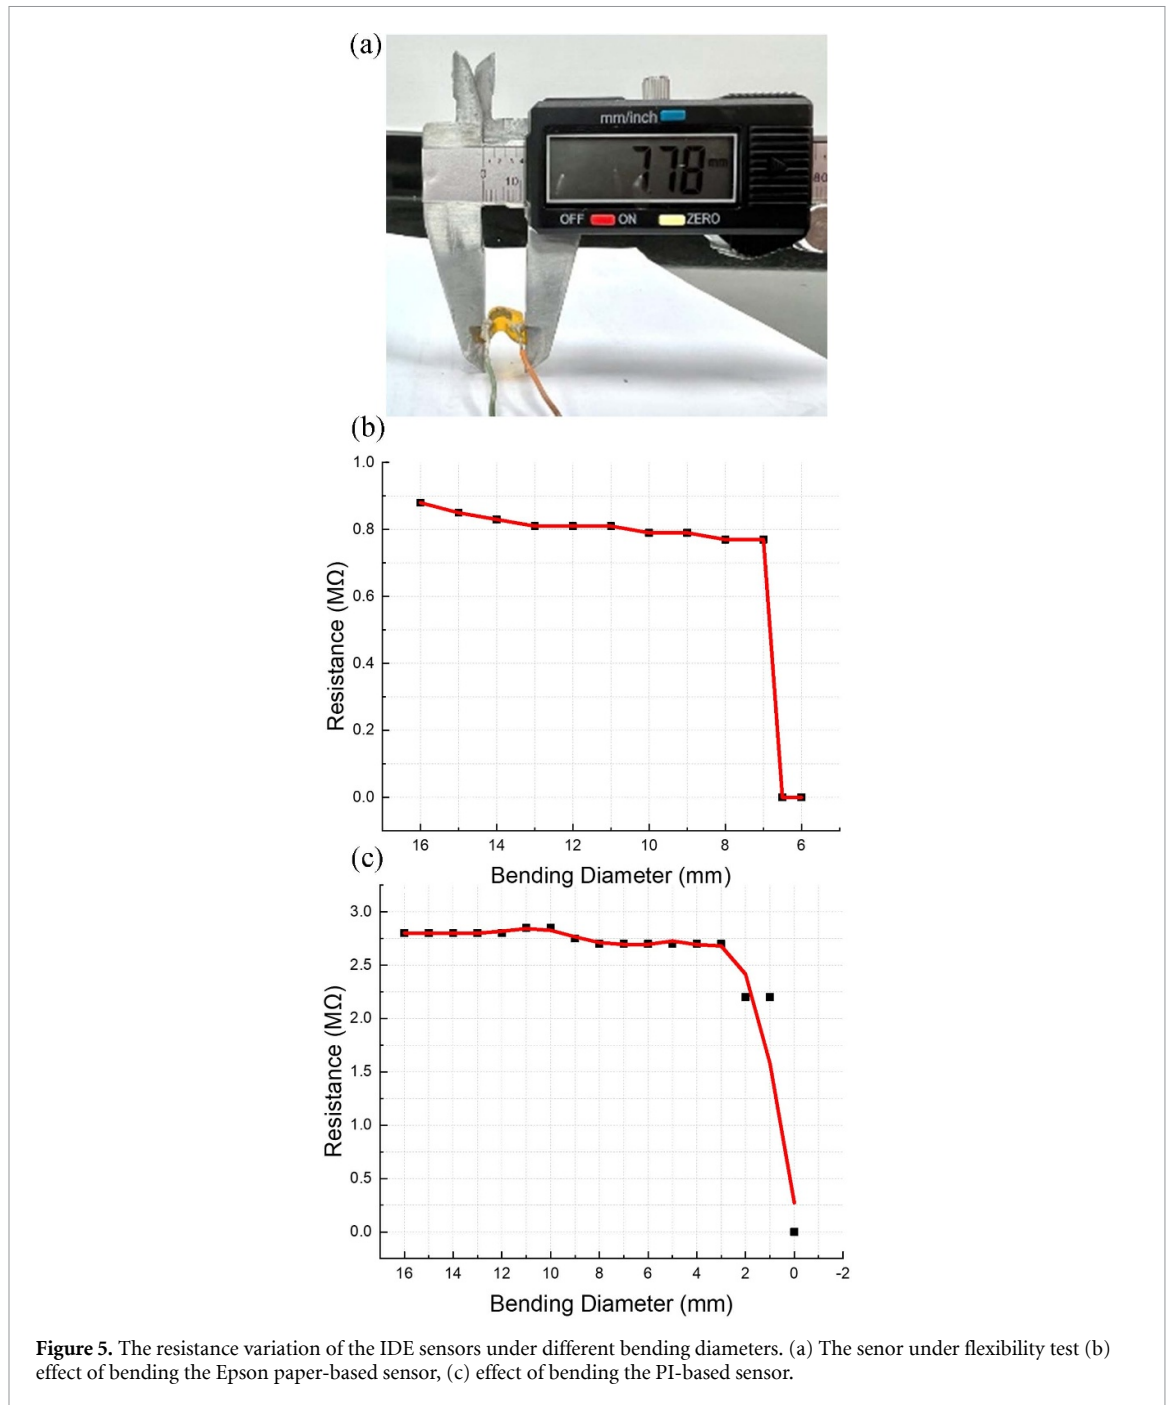 (a)
mm/inch
7.78 mm
0
10
80
OFF ON ZERO
(b)
1.0
0.8
0.6
0.4
0.2
0.0
Resistance (MΩ)
16 14 12 10 8 6
Bending Diameter (mm)
(c)
3.0
2.5
2.0
1.5
1.0
0.5
0.0
Resistance (MΩ)
16 14 12 10 8 6 4 2 0 -2
Bending Diameter (mm)
Figure 5. The resistance variation of the IDE sensors under different bending diameters. (a) The senor under flexibility test (b)
effect of bending the Epson paper-based sensor, (c) effect of bending the PI-based sensor.